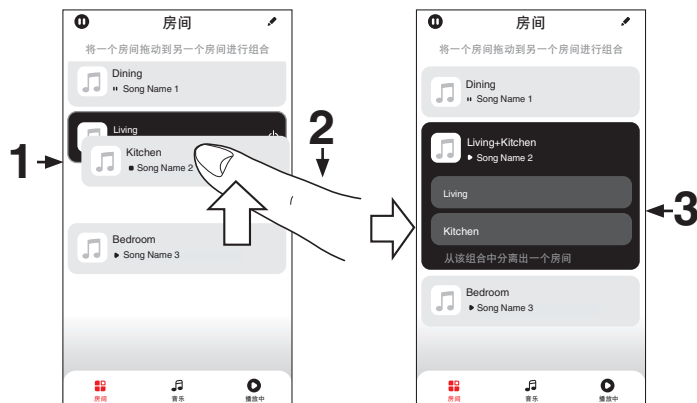 房间
将一个房间拖动到另一个房间进行组合
Dining
Song Name 1
Living
Kitchen
Song Name 2
Bedroom
Song Name 3
房间
音乐
播放中
1
2
房间
将一个房间拖动到另一个房间进行组合
Dining
Song Name 1
Living+Kitchen
Song Name 2
Living
Kitchen
从该组合中分离出一个房间
Bedroom
Song Name 3
房间
音乐
播放中
3